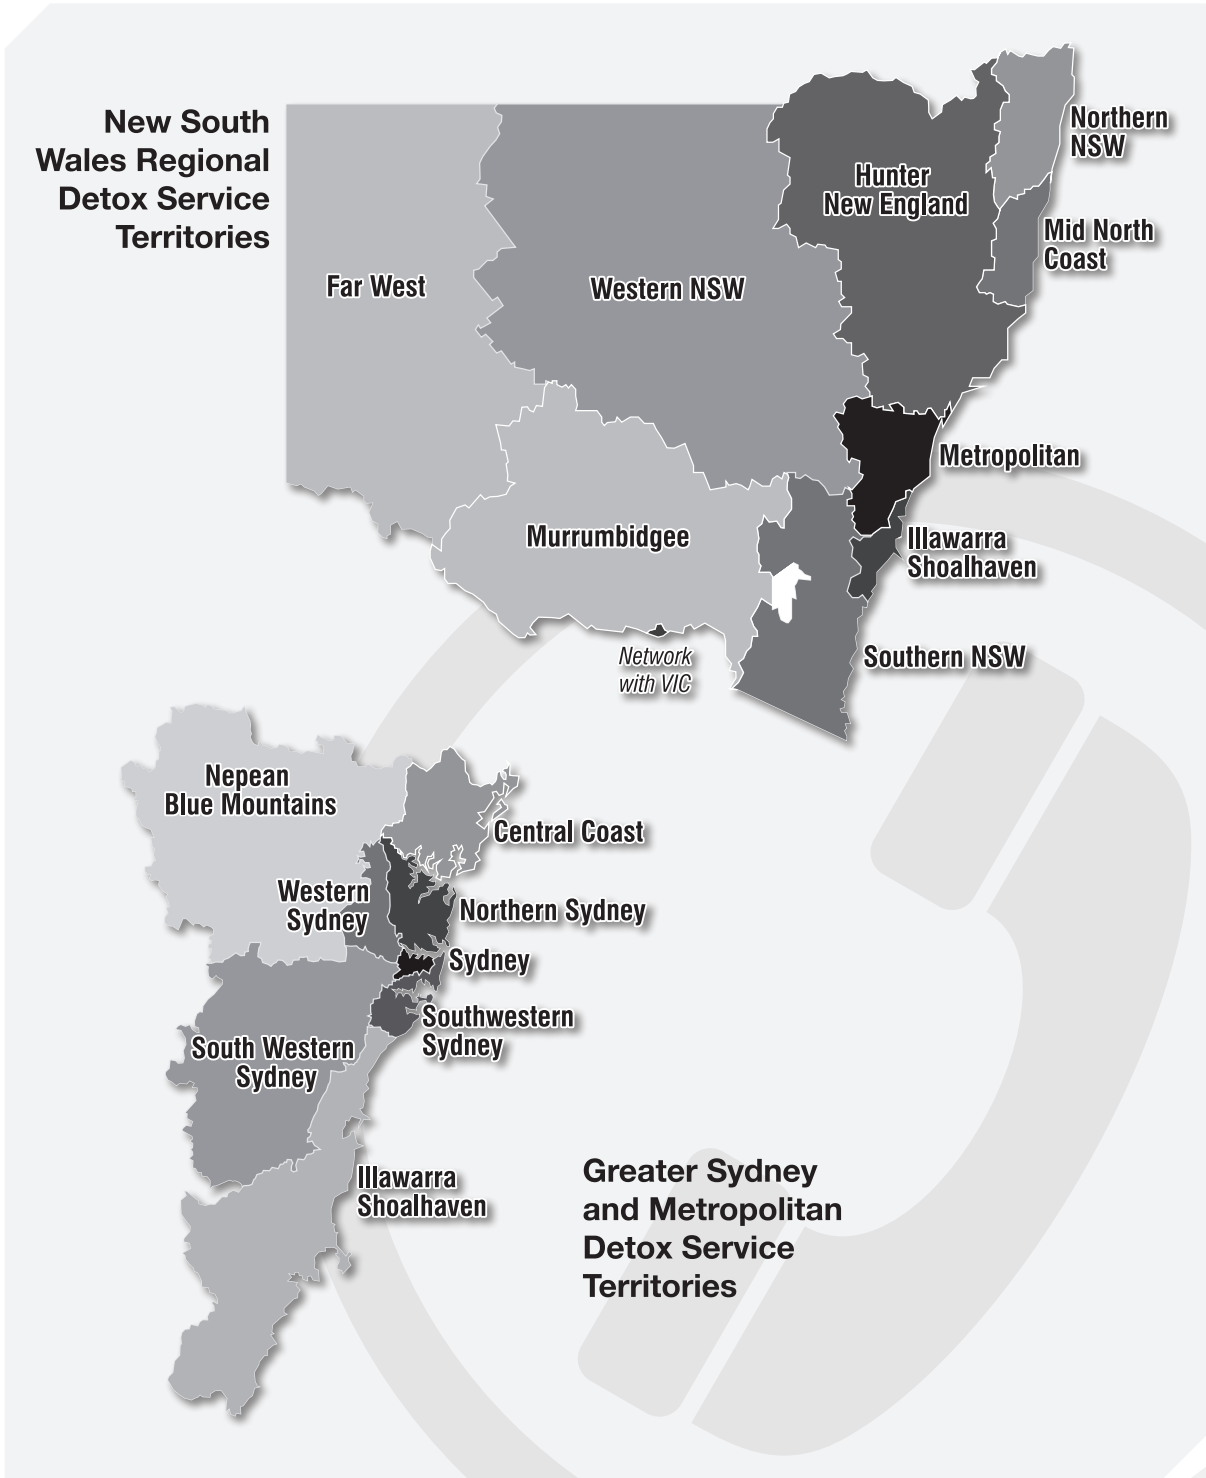 New South
Wales Regional
Detox Service
Territories
Northern
NSW
Hunter
New England
Mid North
Coast
Far West
Western NSW
Metropolitan
Murrumbidgee
Illawarra
Shoalhaven
Network
with VIC
Southern NSW
Nepean
Blue Mountains
Central Coast
Western
Sydney
Northern Sydney
Sydney
Southwestern
Sydney
South Western
Sydney
Illawarra
Shoalhaven
Greater Sydney
and Metropolitan
Detox Service
Territories